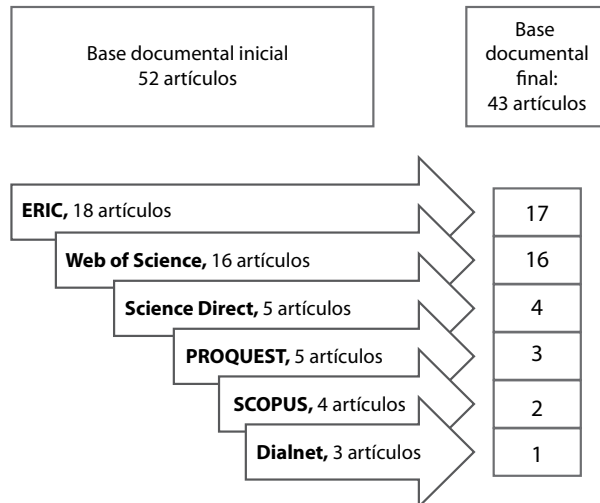 Base documental inicial
52 artículos
Base
documental
final:
43 artículos
ERIC, 18 artículos
17
Web of Science, 16 artículos
16
Science Direct, 5 artículos
4
PROQUEST, 5 artículos
3
SCOPUS, 4 artículos
2
Dialnet, 3 artículos
1